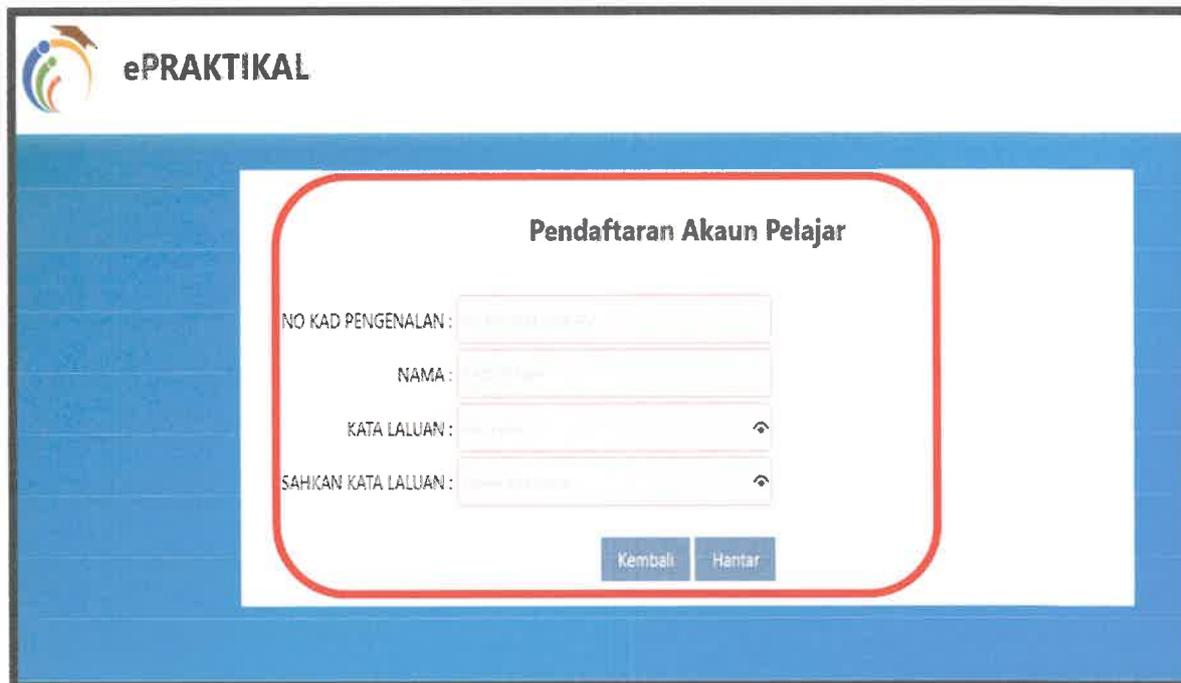 ePRAKTIKAL
Pendaftaran Akaun Pelajar
NO KAD PENGENALAN :
NAMA :
KATA LALUAN :
SAHKAN KATA LALUAN :
Kembali Hantar